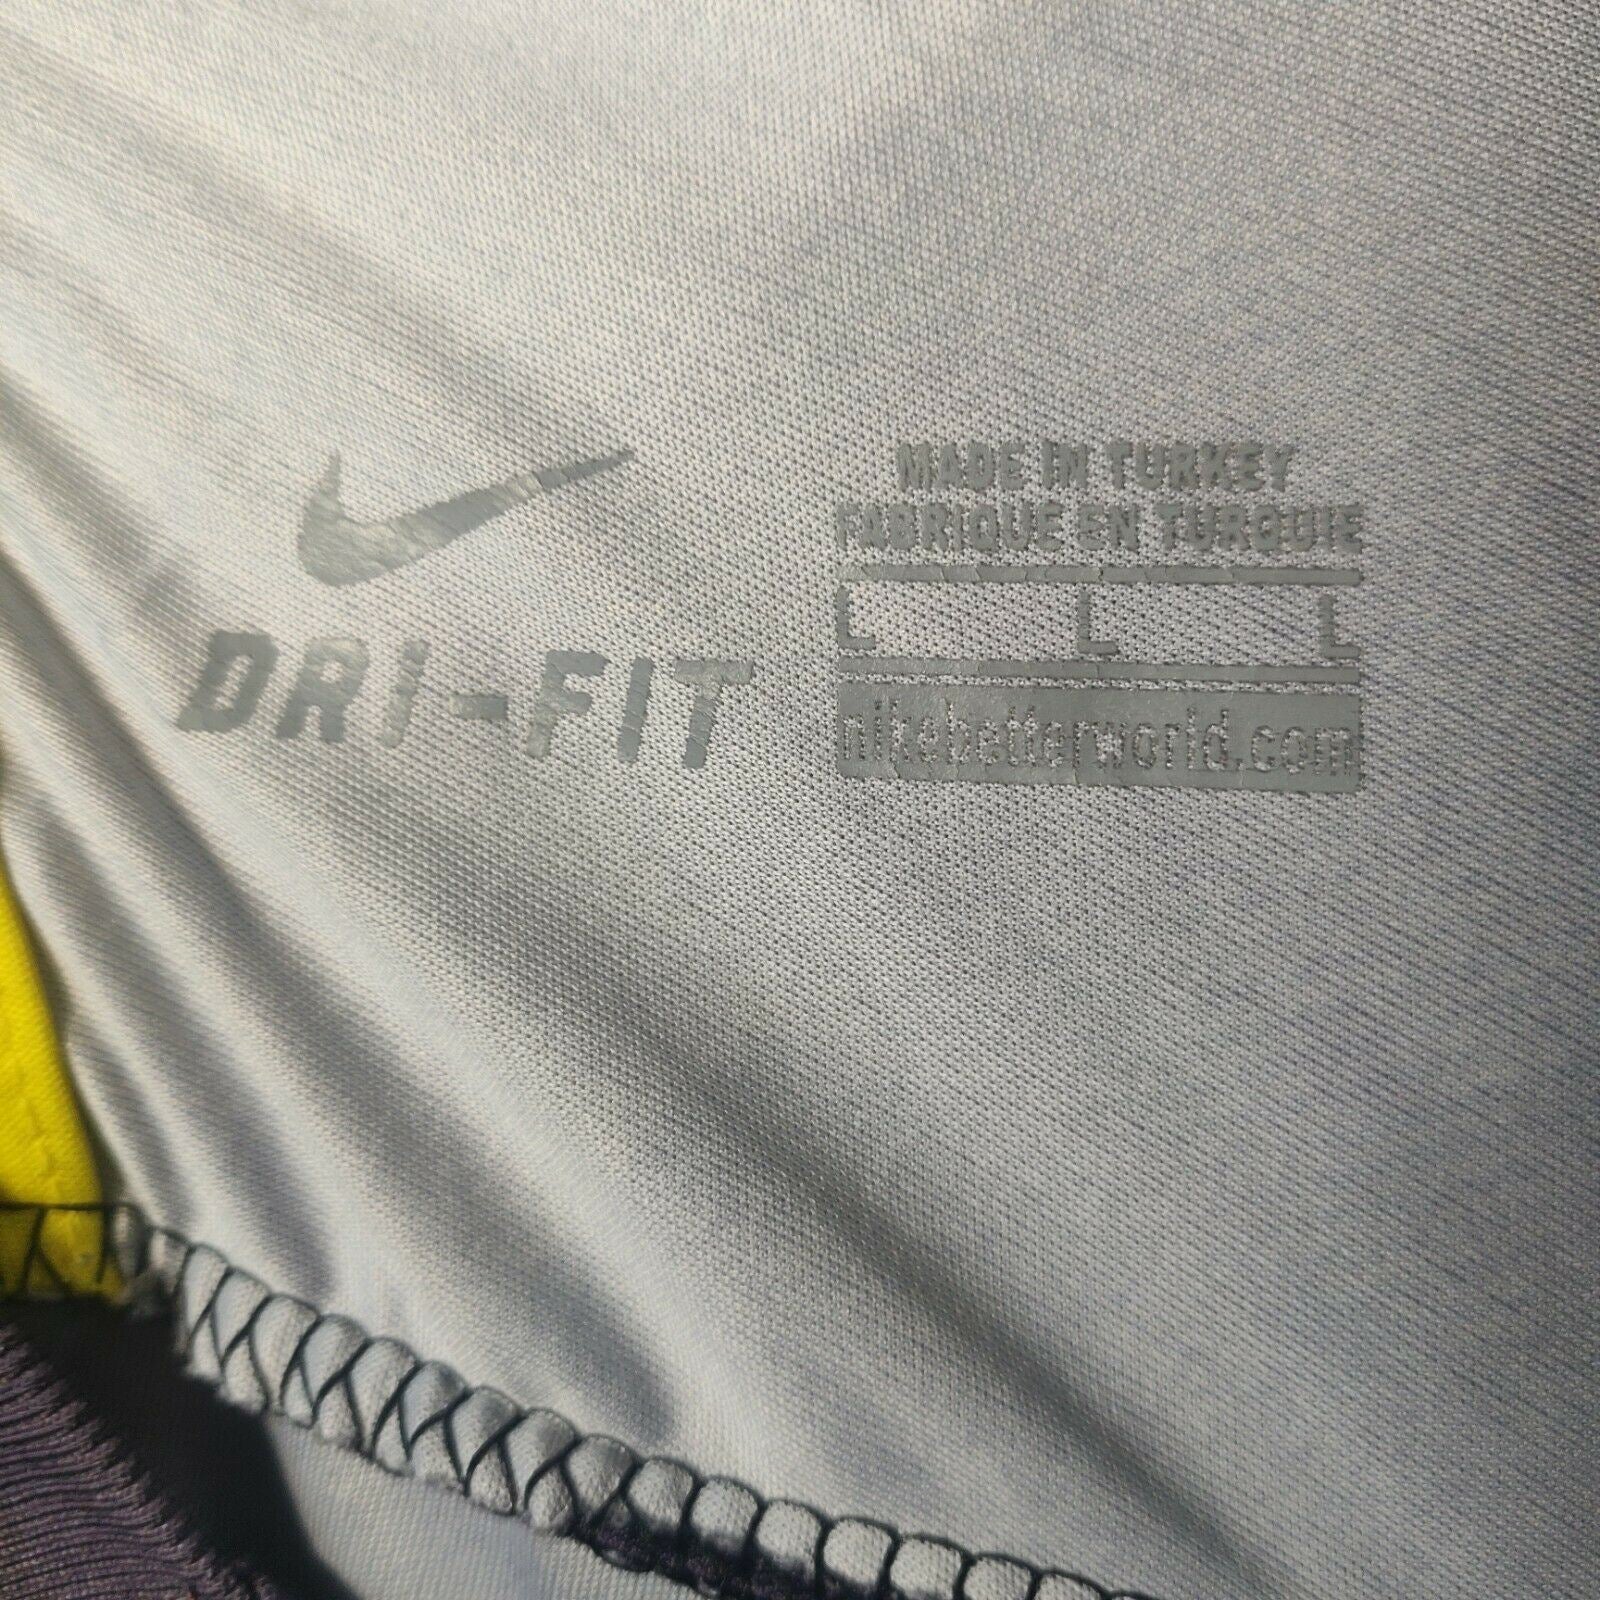 DRI-FIT
MADE IN TURKEY
FABRIQUE EN TURQUIE
L L L
nikebetterworld.com